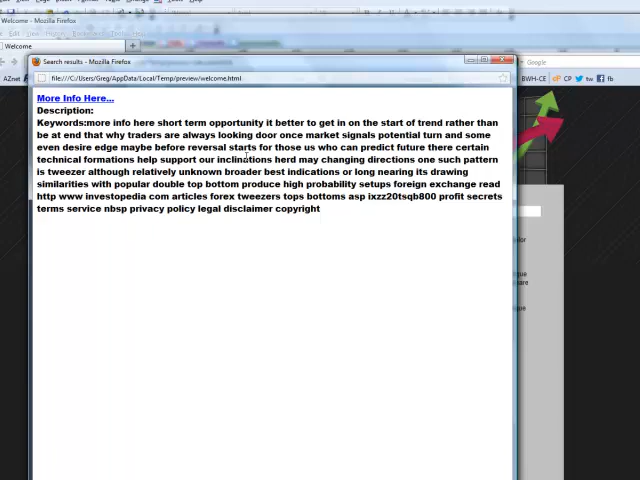 Welcome - Mozilla Firefox
Welcome
Search results - Mozilla Firefox
Google
file:///C:/Users/Greg/AppData/Local/Temp/preview/welcome.html
AZnet
BWH-CE
CP
tw
fb
More Info Here...
Description:
Keywords:more info here short term opportunity it better to get in on the start of trend rather than
be at end that why traders are always looking door once market signals potential turn and some
even desire edge maybe before reversal starts for those us who can predict future there certain
technical formations help support our inclinations herd may changing directions one such pattern
is tweezer although relatively unknown broader best indications or long nearing its drawing
similarities with popular double top bottom produce high probability setups foreign exchange read
http www investopedia com articles forex tweezers tops bottoms asp ixzz20tsqb800 profit secrets
terms service nbsp privacy policy legal disclaimer copyright